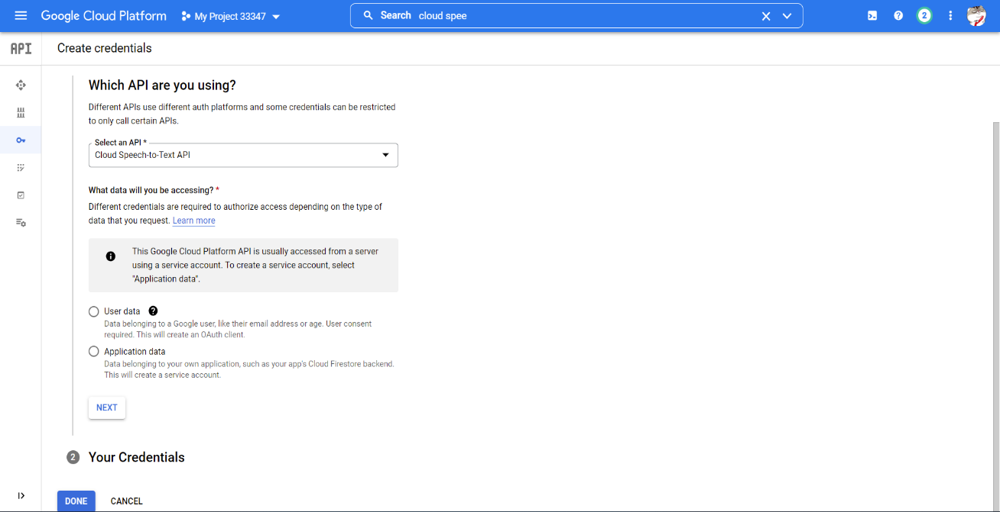 Google Cloud Platform
My Project 33347
Search cloud spee
2
API
Create credentials
Which API are you using?
Different APIs use different auth platforms and some credentials can be restricted
to only call certain APIs.
Select an API *
Cloud Speech-to-Text API
What data will you be accessing? *
Different credentials are required to authorize access depending on the type of
data that you request. Learn more
This Google Cloud Platform API is usually accessed from a server
using a service account. To create a service account, select
"Application data".
User data
Data belonging to a Google user, like their email address or age. User consent
required. This will create an OAuth client.
Application data
Data belonging to your own application, such as your app's Cloud Firestore backend.
This will create a service account.
NEXT
2 Your Credentials
DONE CANCEL